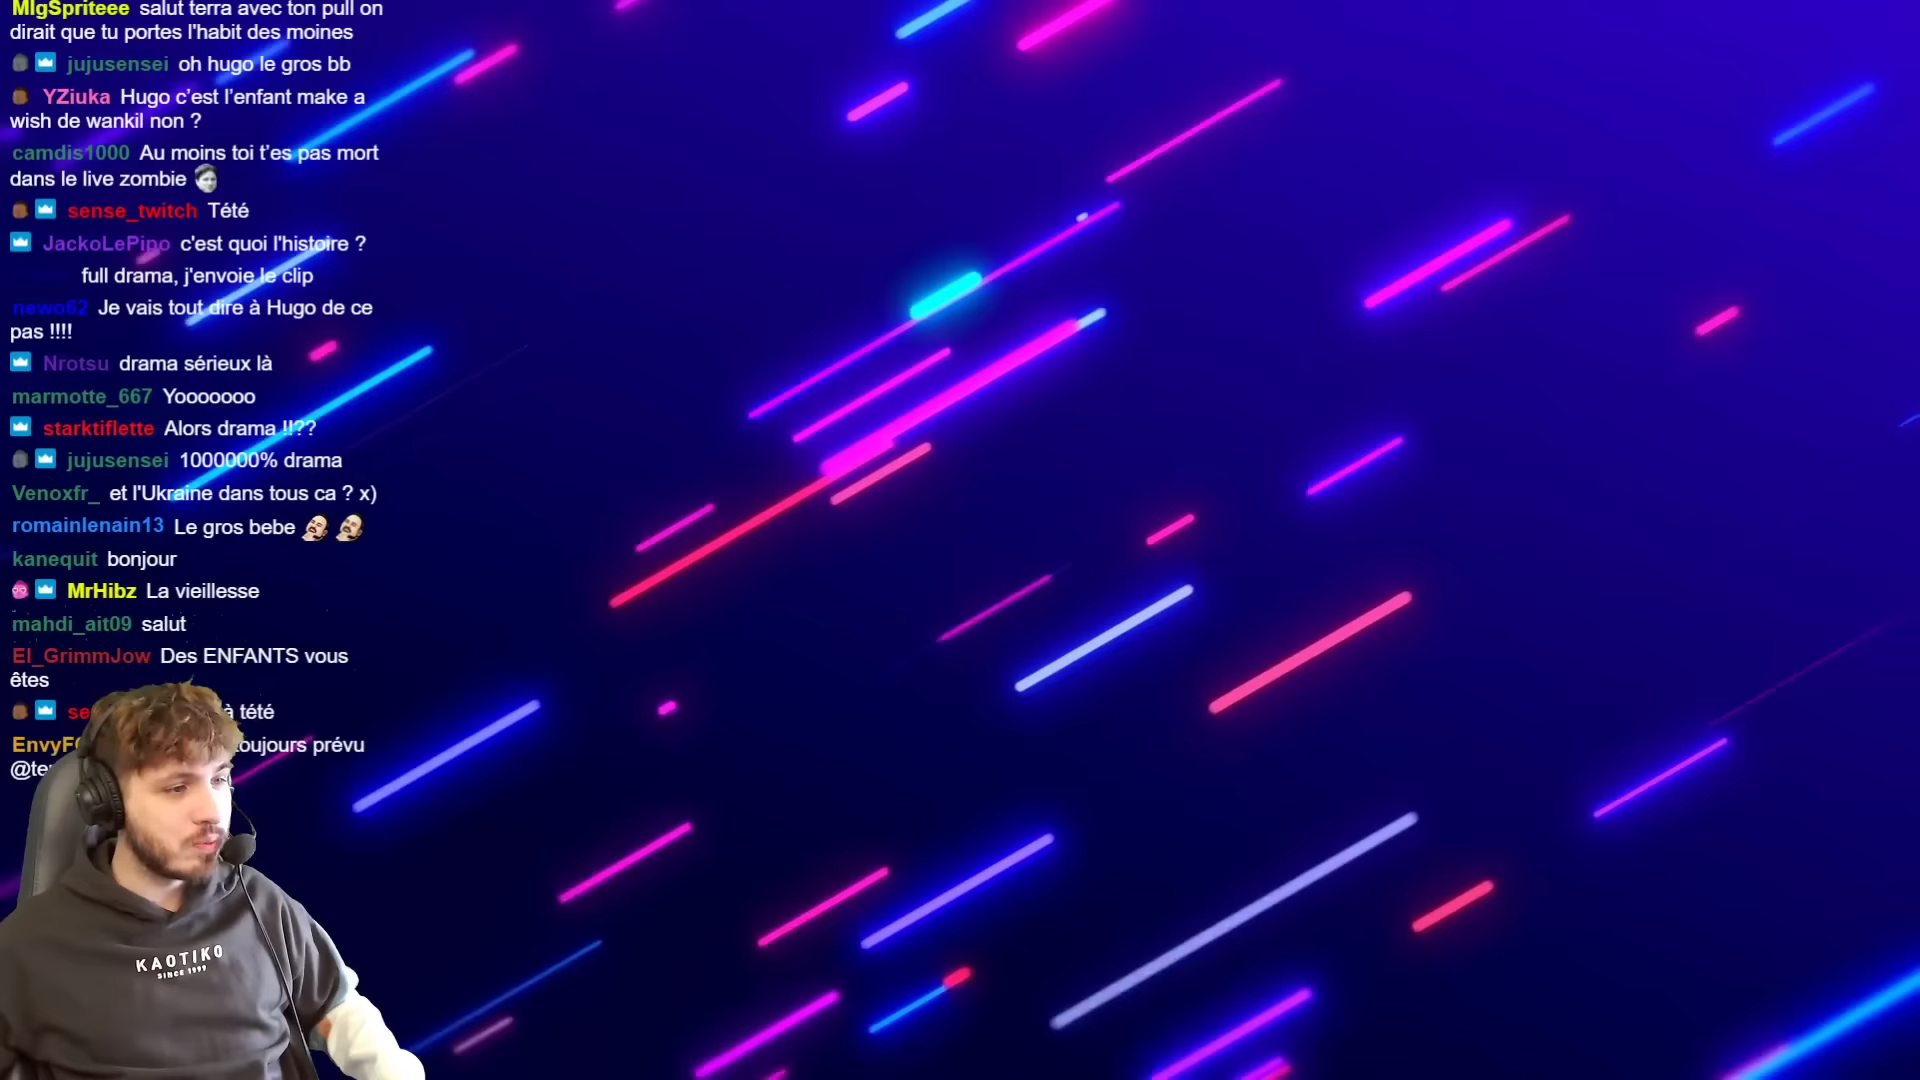 MlgSpriteee salut terra avec ton pull on
dirait que tu portes l'habit des moines
jujusensei oh hugo le gros bb
YZiuka Hugo c’est l’enfant make a
wish de wankil non ?
camdis1000 Au moins toi t’es pas mort
dans le live zombie
sense_twitch Tété
JackoLePipo c'est quoi l'histoire ?
full drama, j'envoie le clip
newo62 Je vais tout dire à Hugo de ce
pas !!!!
Nrotsu drama sérieux là
marmotte_667 Yooooooo
starktiflette Alors drama !!??
jujusensei 1000000% drama
Venoxfr_ et l'Ukraine dans tous ca ? x)
romainlenain13 Le gros bebe
kanequit bonjour
MrHibz La vieillesse
mahdi_ait09 salut
El_GrimmJow Des ENFANTS vous
êtes
à tété
toujours prévu
KAOTIKO
SINCE 1999